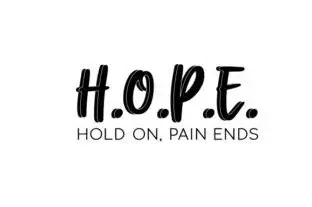 H.O.P.E.
HOLD ON, PAIN ENDS